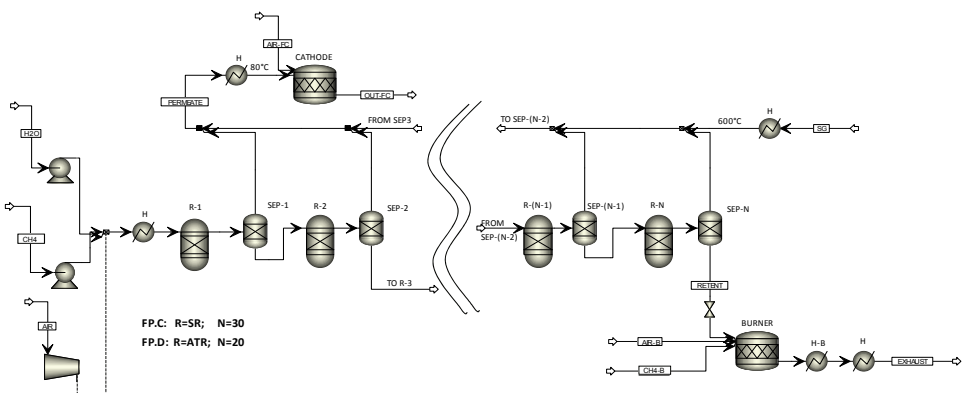 AIR-FC
H
80°C
CATHODE
OUT-FC
PERMEATE
FROM SEP3
TO SEP-(N-2)
600°C
H
SG
H2O
H
R-1
SEP-1
R-2
SEP-2
R-(N-1)
SEP-(N-1)
R-N
SEP-N
FROM
SEP-(N-2)
CH4
TO R-3
RETENT
AIR
FP.C: R=SR; N=30
FP.D: R=ATR; N=20
BURNER
AIR-B
CH4-B
H-B
H
EXHAUST